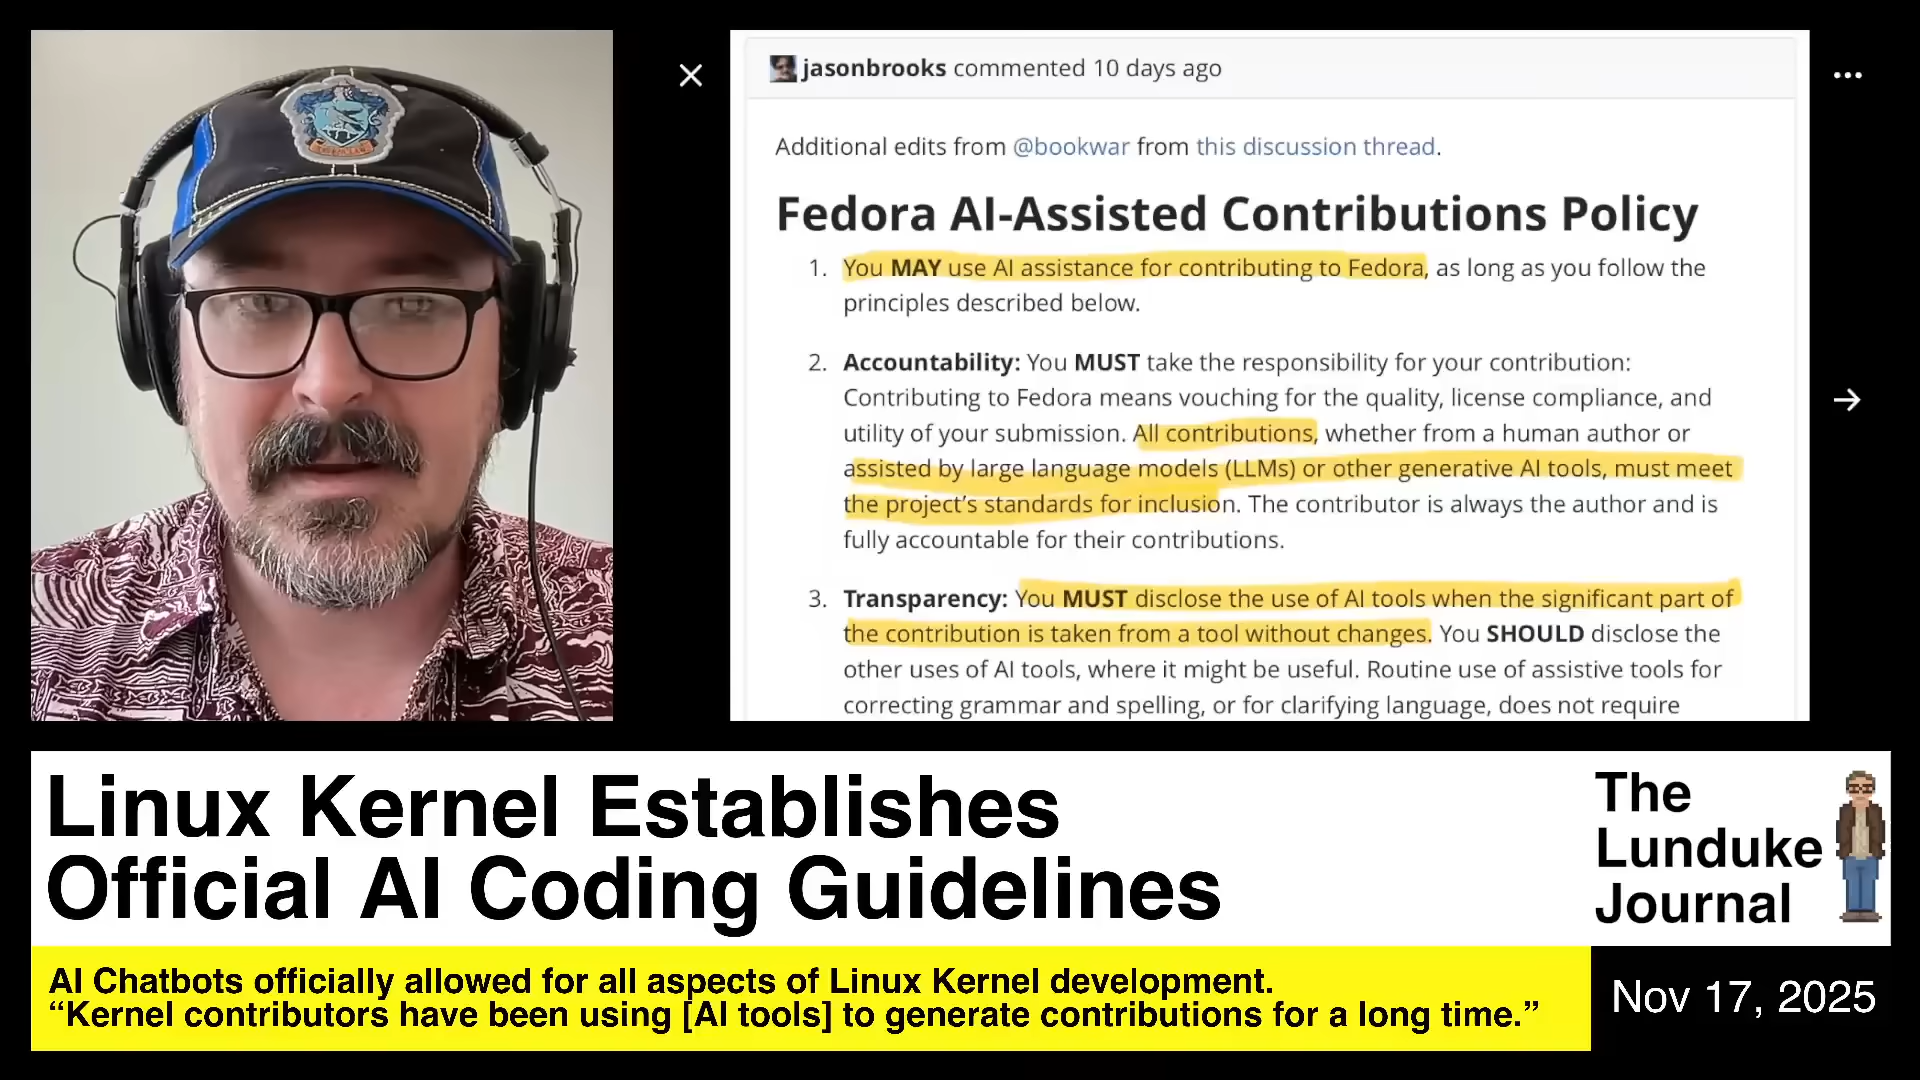 jasonbrooks commented 10 days ago
Additional edits from @bookwar from this discussion thread.
Fedora AI-Assisted Contributions Policy
1. You MAY use AI assistance for contributing to Fedora, as long as you follow the
principles described below.
2. Accountability: You MUST take the responsibility for your contribution:
Contributing to Fedora means vouching for the quality, license compliance, and
utility of your submission. All contributions, whether from a human author or
assisted by large language models (LLMs) or other generative AI tools, must meet
the project's standards for inclusion. The contributor is always the author and is
fully accountable for their contributions.
3. Transparency: You MUST disclose the use of AI tools when the significant part of
the contribution is taken from a tool without changes. You SHOULD disclose the
other uses of AI tools, where it might be useful. Routine use of assistive tools for
correcting grammar and spelling, or for clarifying language, does not require
Linux Kernel Establishes
Official AI Coding Guidelines
The
Lunduke
Journal
AI Chatbots officially allowed for all aspects of Linux Kernel development.
“Kernel contributors have been using [AI tools] to generate contributions for a long time.”
Nov 17, 2025